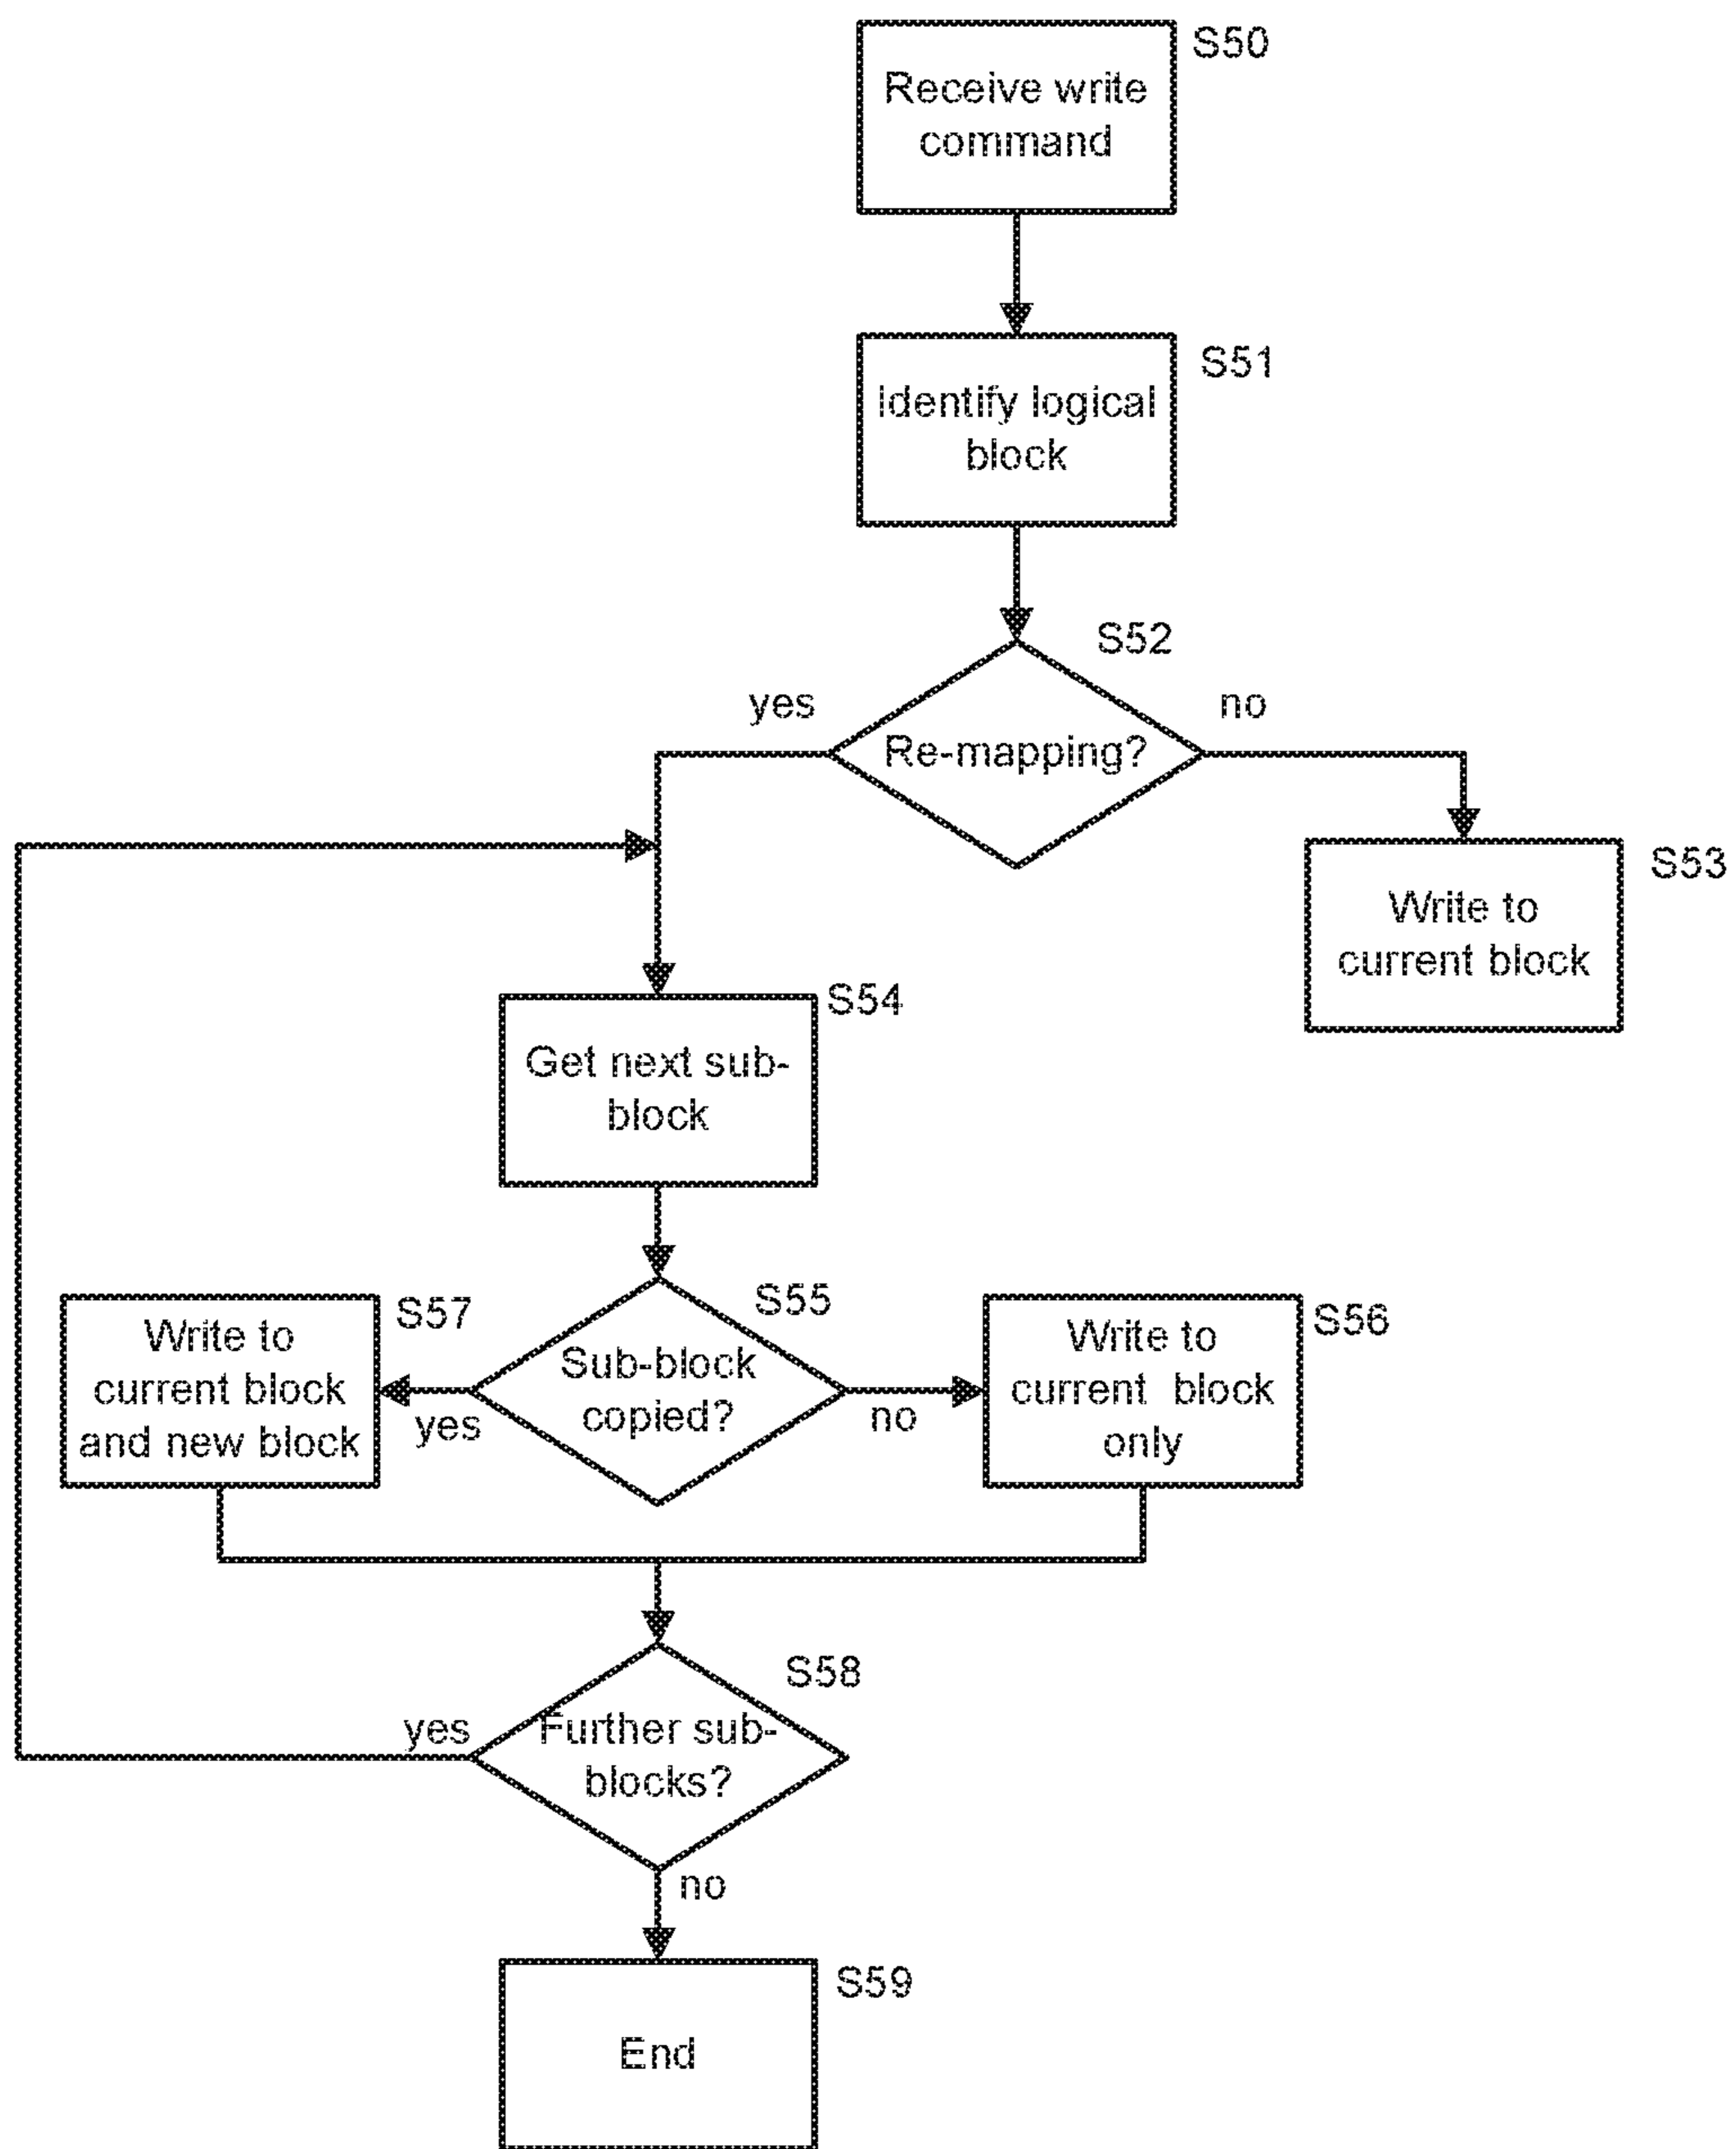 S50
Receive write
command
S51
Identify logical
block
S52
yes
no
Re-mapping?
S53
Write to
current block
S54
Get next sub-
block
S57
Write to
current block
and new block
S55
Sub-block
copied?
yes
no
S56
Write to
current block
only
S58
yes
Further sub-
blocks?
no
S59
End